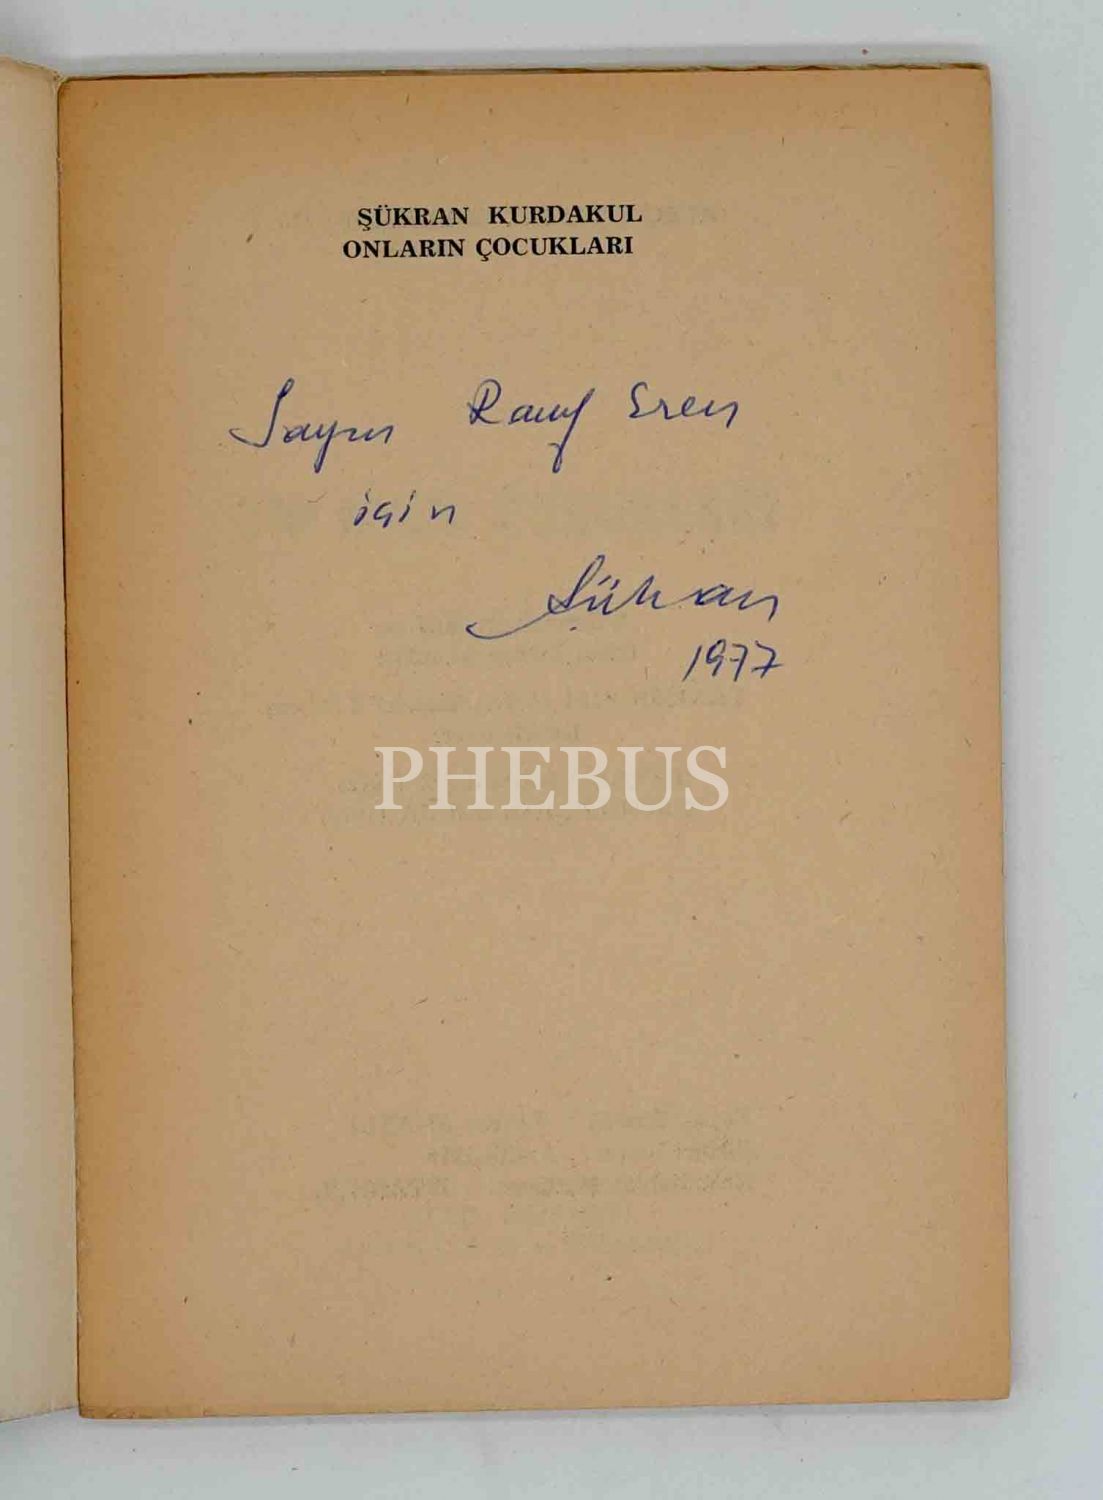 ŞÜKRAN KURDAKUL
ONLARIN ÇOCUKLARI
Sayın Rauf Eren
için
Şükran
1977
PHEBUS